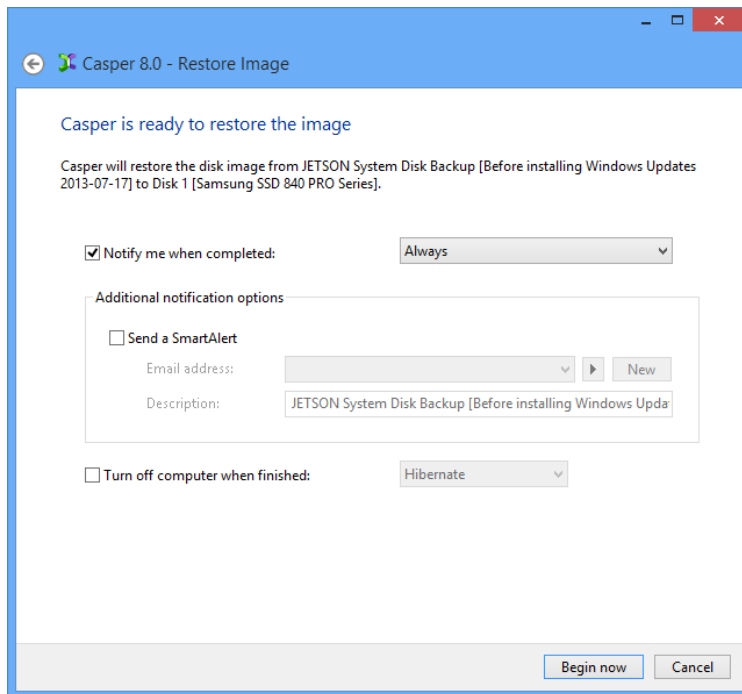 Casper 8.0 - Restore Image
Casper is ready to restore the image
Casper will restore the disk image from JETSON System Disk Backup [Before installing Windows Updates
2013-07-17] to Disk 1 [Samsung SSD 840 PRO Series].
Notify me when completed: Always
Additional notification options
Send a SmartAlert
Email address: New
Description: JETSON System Disk Backup [Before installing Windows Upda
Turn off computer when finished: Hibernate
Begin now Cancel